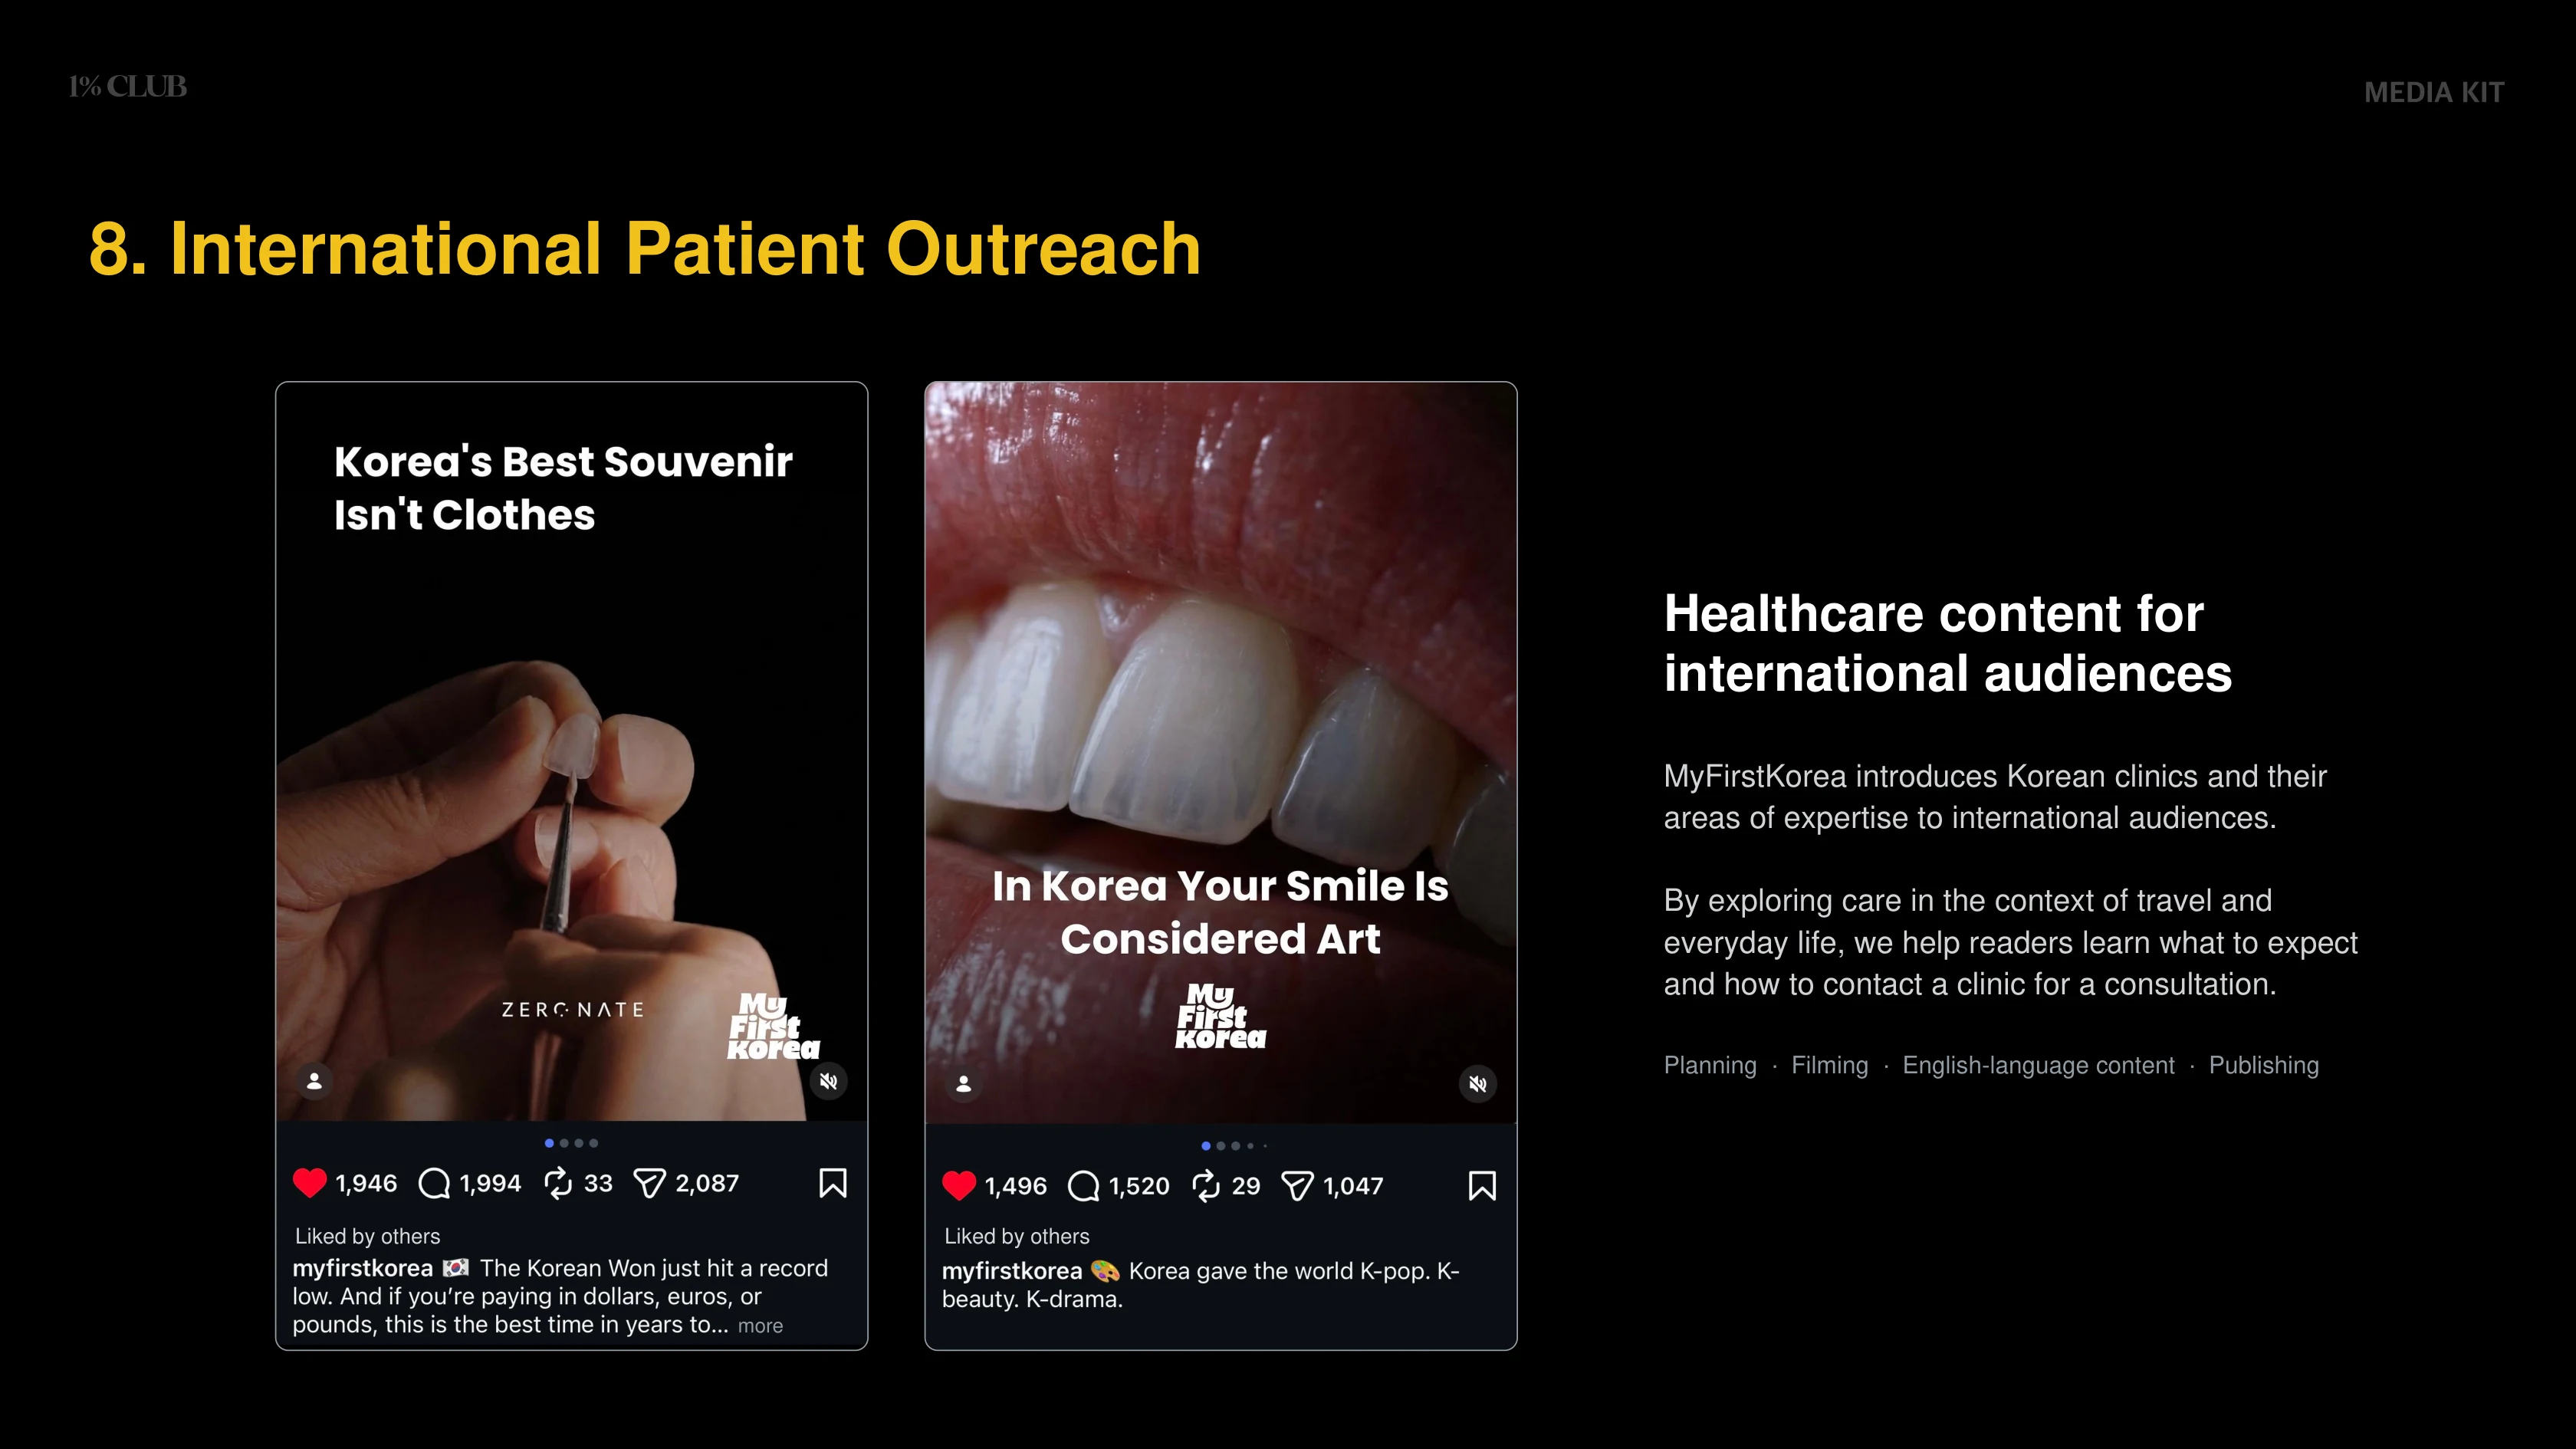 1% CLUB
MEDIA KIT
8. International Patient Outreach
Korea's Best Souvenir
Isn't Clothes
ZERONATE
My
First
Korea
1,946
1,994
33
2,087
Liked by others
myfirstkorea 🇰🇷 The Korean Won just hit a record
low. And if you’re paying in dollars, euros, or
pounds, this is the best time in years to... more
In Korea Your Smile Is
Considered Art
My
First
Korea
1,496
1,520
29
1,047
Liked by others
myfirstkorea 🎨 Korea gave the world K-pop. K-
beauty. K-drama.
Healthcare content for
international audiences
MyFirstKorea introduces Korean clinics and their
areas of expertise to international audiences.
By exploring care in the context of travel and
everyday life, we help readers learn what to expect
and how to contact a clinic for a consultation.
Planning · Filming · English-language content · Publishing